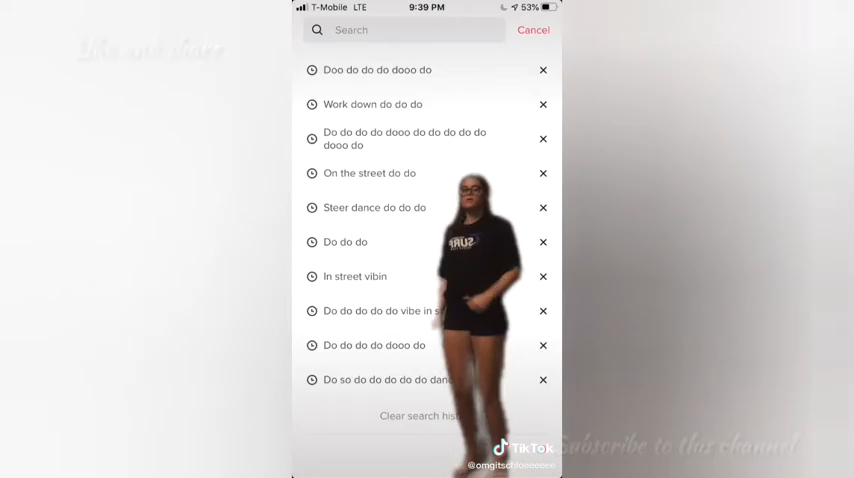 T-Mobile LTE 9:39 PM 53%
Like and share
Search Cancel
Doo do do do dooo do
Work down do do do
Do do do do dooo do do do do do
dooo do
On the street do do
Steer dance do do do
SURF
Do do do
In street vibin
Do do do do do vibe in s
Do do do do dooo do
Do so do do do do do danc
Clear search hist
TikTok
Subscribe to this channel
@omgitschloeeeeee